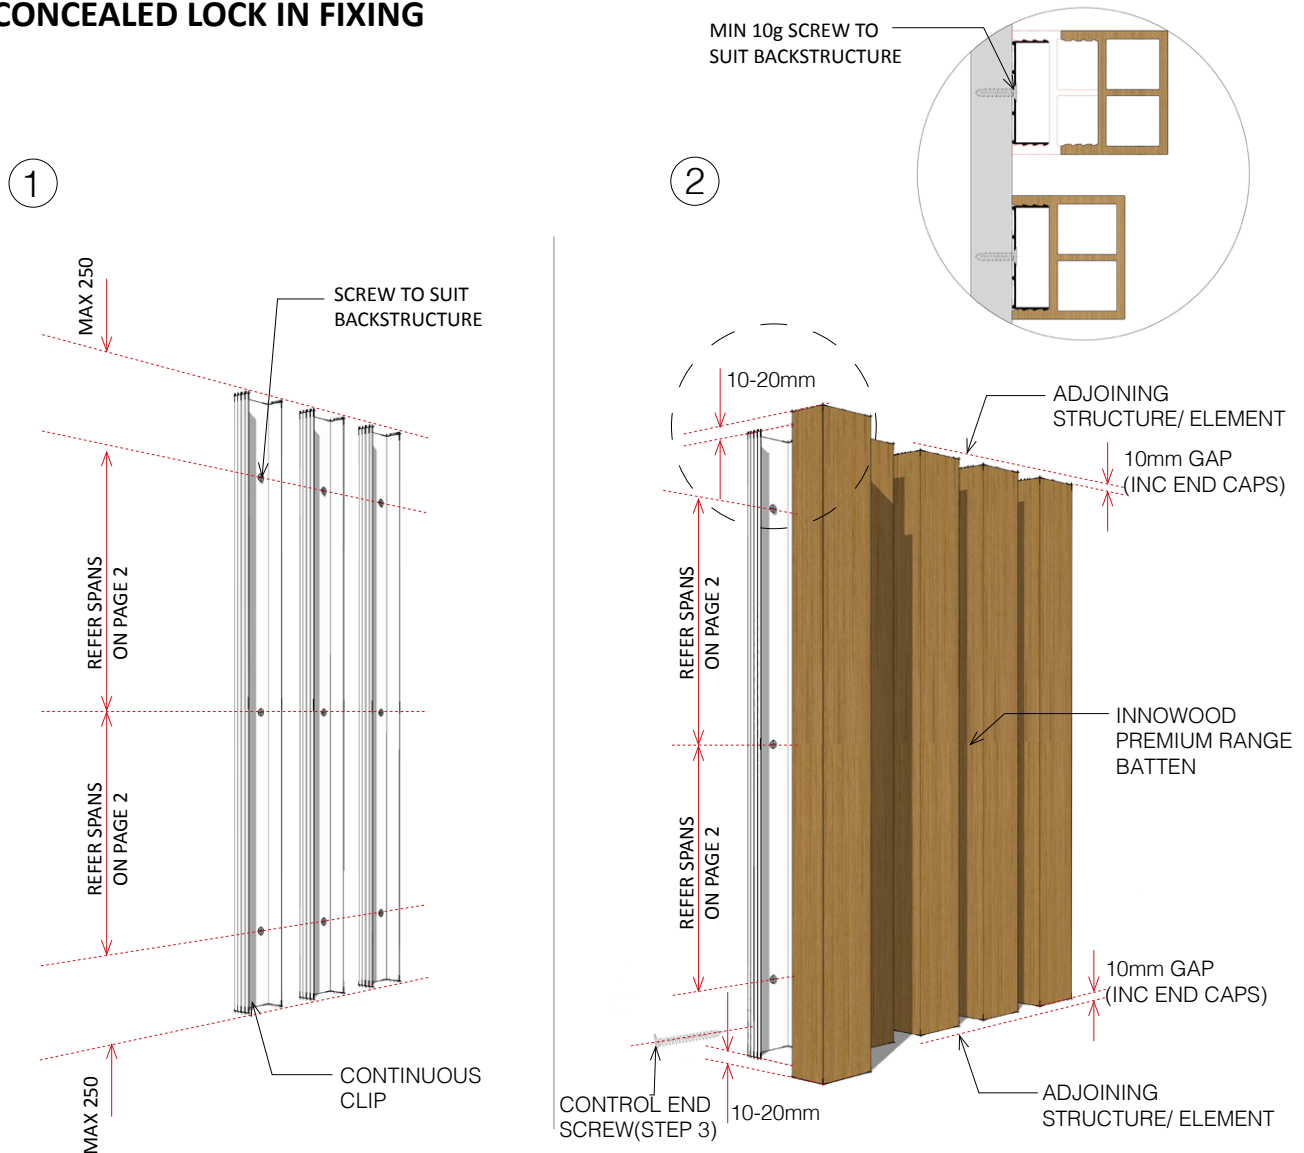 CONCEALED LOCK IN FIXING
1
MAX 250
SCREW TO SUIT
BACKSTRUCTURE
REFER SPANS
ON PAGE 2
REFER SPANS
ON PAGE 2
MAX 250
CONTINUOUS
CLIP
2
MIN 10g SCREW TO
SUIT BACKSTRUCTURE
10-20mm
ADJOINING
STRUCTURE/ ELEMENT
10mm GAP
(INC END CAPS)
REFER SPANS
ON PAGE 2
INNOWOOD
PREMIUM RANGE
BATTEN
REFER SPANS
ON PAGE 2
10mm GAP
(INC END CAPS)
CONTROL END
SCREW(STEP 3)
10-20mm
ADJOINING
STRUCTURE/ ELEMENT